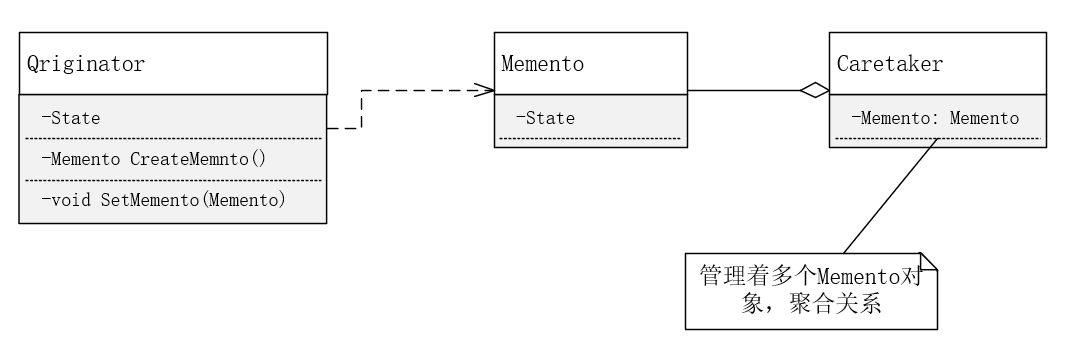 Qriginator
-State
-Memento CreateMemnto()
-void SetMemento(Memento)
Memento
-State
Caretaker
-Memento: Memento
管理着多个Memento对
象，聚合关系